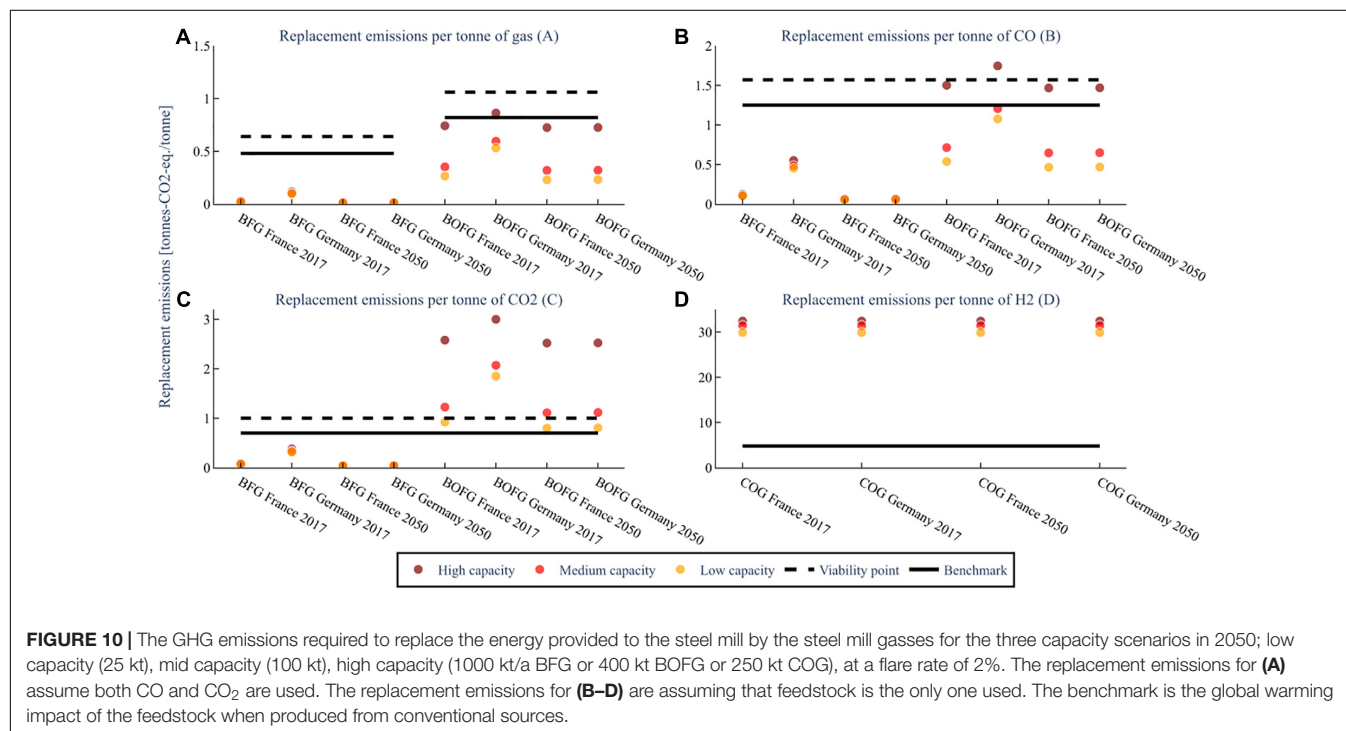 A
Replacement emissions per tonne of gas (A)
Replacement emissions [tonnes-CO2-eq./tonne]
1.5
1
0.5
0
BFG France 2017
BFG Germany 2017
BFG France 2050
BFG Germany 2050
BOFG France 2017
BOFG Germany 2017
BOFG France 2050
BOFG Germany 2050
B
Replacement emissions per tonne of CO (B)
2
1.5
1
0.5
0
BFG France 2017
BFG Germany 2017
BFG France 2050
BFG Germany 2050
BOFG France 2017
BOFG Germany 2017
BOFG France 2050
BOFG Germany 2050
C
Replacement emissions per tonne of CO2 (C)
3
2
1
0
BFG France 2017
BFG Germany 2017
BFG France 2050
BFG Germany 2050
BOFG France 2017
BOFG Germany 2017
BOFG France 2050
BOFG Germany 2050
D
Replacement emissions per tonne of H2 (D)
30
20
10
0
COG France 2017
COG Germany 2017
COG France 2050
COG Germany 2050
High capacity Medium capacity Low capacity Viability point Benchmark
FIGURE 10 | The GHG emissions required to replace the energy provided to the steel mill by the steel mill gasses for the three capacity scenarios in 2050; low
capacity (25 kt), mid capacity (100 kt), high capacity (1000 kt/a BFG or 400 kt BOFG or 250 kt COG), at a flare rate of 2%. The replacement emissions for (A)
assume both CO and CO₂ are used. The replacement emissions for (B–D) are assuming that feedstock is the only one used. The benchmark is the global warming
impact of the feedstock when produced from conventional sources.